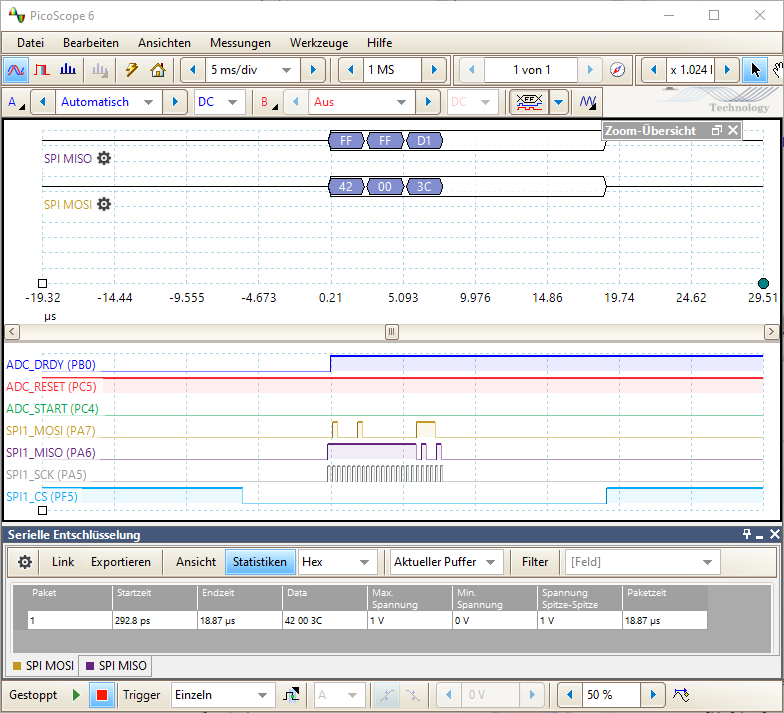 PicoScope 6
Datei Bearbeiten Ansichten Messungen Werkzeuge Hilfe
5 ms/div 1 MS 1 von 1 x 1.024
A Automatisch DC B Aus DC
Technology
Zoom-Übersicht
FF FF D1
SPI MISO
42 00 3C
SPI MOSI
-19.32 -14.44 -9.555 -4.673 0.21 5.093 9.976 14.86 19.74 24.62 29.51
µs
ADC_DRDY (PB0)
ADC_RESET (PC5)
ADC_START (PC4)
SPI1_MOSI (PA7)
SPI1_MISO (PA6)
SPI1_SCK (PA5)
SPI1_CS (PF5)
Serielle Entschlüsselung
Link Exportieren Ansicht Statistiken Hex Aktueller Puffer Filter [Feld]
Paket Startzeit Endzeit Data Max. Spannung Min. Spannung Spannung Spitze-Spitze Paketzeit
1 292.8 ps 18.87 µs 42 00 3C 1 V 0 V 1 V 18.87 µs
SPI MOSI SPI MISO
Gestoppt Trigger Einzeln A 0 V 50 %